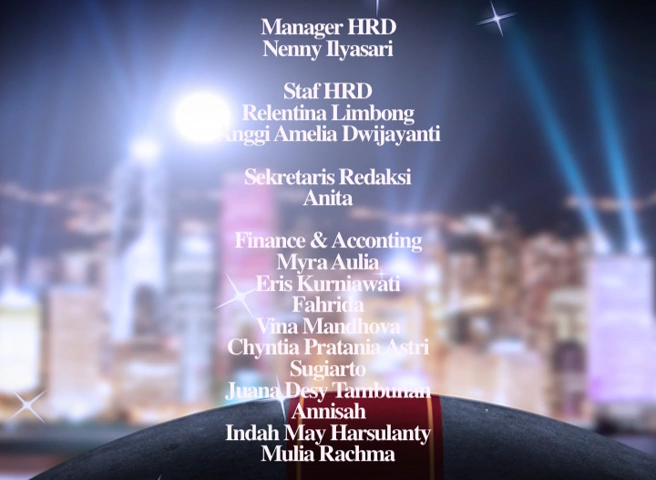 Manager HRD
Nenny Ilyasari
Staf HRD
Relentina Limbong
Anggi Amelia Dwijayanti
Sekretaris Redaksi
Anita
Finance & Acconting
Myra Aulia
Eris Kurniawati
Fahrida
Vina Mandhova
Chyntia Pratania Astri
Sugiarto
Juana Desy Tambunan
Annisah
Indah May Harsulanty
Mulia Rachma